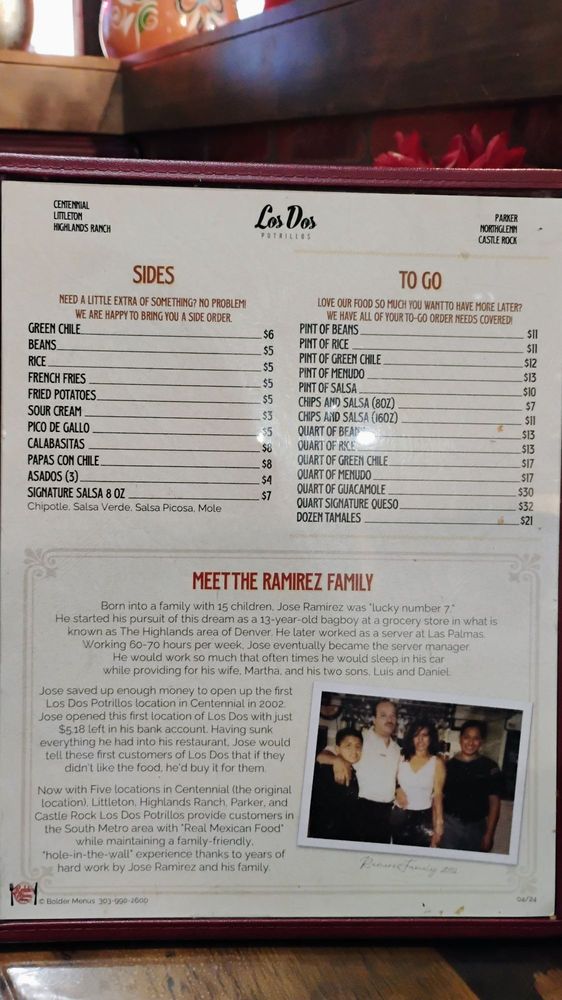 CENTENNIAL
LITTLETON
HIGHLANDS RANCH
Los Dos
POTRILLOS
PARKER
NORTHGLENN
CASTLE ROCK
SIDES
NEED A LITTLE EXTRA OF SOMETHING? NO PROBLEM!
WE ARE HAPPY TO BRING YOU A SIDE ORDER.
GREEN CHILE $6
BEANS $5
RICE $5
FRENCH FRIES $5
FRIED POTATOES $5
SOUR CREAM $3
PICO DE GALLO $5
CALABASITAS $8
PAPAS CON CHILE $8
ASADOS (3) $4
SIGNATURE SALSA 8 OZ $7
Chipotle, Salsa Verde, Salsa Picosa, Mole
TO GO
LOVE OUR FOOD SO MUCH YOU WANT TO HAVE MORE LATER?
WE HAVE ALL OF YOUR TO-GO ORDER NEEDS COVERED!
PINT OF BEANS $11
PINT OF RICE $11
PINT OF GREEN CHILE $12
PINT OF MENUDO $13
PINT OF SALSA $10
CHIPS AND SALSA (8OZ) $7
CHIPS AND SALSA (16OZ) $11
QUART OF BEANS $13
QUART OF RICE $13
QUART OF GREEN CHILE $17
QUART OF MENUDO $17
QUART OF GUACAMOLE $30
QUART SIGNATURE QUESO $32
DOZEN TAMALES $21
MEET THE RAMIREZ FAMILY
Born into a family with 15 children, Jose Ramirez was "lucky number 7."
He started his pursuit of this dream as a 13-year-old bagboy at a grocery store in what is
known as The Highlands area of Denver. He later worked as a server at Las Palmas.
Working 60-70 hours per week, Jose eventually became the server manager.
He would work so much that often times he would sleep in his car
while providing for his wife, Martha, and his two sons, Luis and Daniel.
Jose saved up enough money to open up the first
Los Dos Potrillos location in Centennial in 2002.
Jose opened this first location of Los Dos with just
$5.18 left in his bank account. Having sunk
everything he had into his restaurant, Jose would
tell these first customers of Los Dos that if they
didn't like the food, he'd buy it for them.
Now with Five locations in Centennial (the original
location), Littleton, Highlands Ranch, Parker, and
Castle Rock Los Dos Potrillos provide customers in
the South Metro area with "Real Mexican Food"
while maintaining a family-friendly,
"hole-in-the-wall" experience thanks to years of
hard work by Jose Ramirez and his family.
Ramirez Family
© Bolder Menus 303-990-2600
04/24